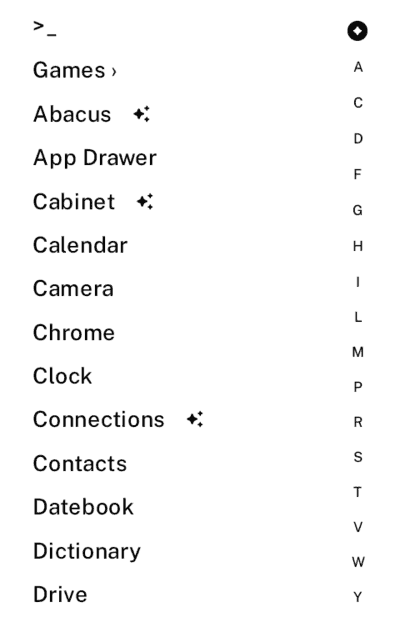 >_
Games ›
Abacus
App Drawer
Cabinet
Calendar
Camera
Chrome
Clock
Connections
Contacts
Datebook
Dictionary
Drive
A
C
D
F
G
H
I
L
M
P
R
S
T
V
W
Y